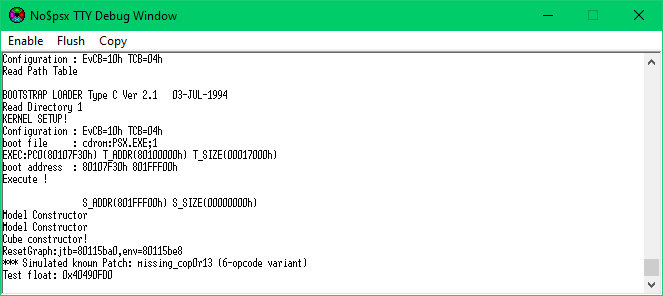 No$psx TTY Debug Window
Enable Flush Copy
Configuration : EvCB=10h TCB=04h
Read Path Table
BOOTSTRAP LOADER Type C Ver 2.1 03-JUL-1994
Read Directory 1
KERNEL SETUP!
Configuration : EvCB=10h TCB=04h
boot file : cdrom:PSX.EXE;1
EXEC:PC0(80107F30h) T_ADDR(80100000h) T_SIZE(00017000h)
boot address : 80107F30h 801FFF00h
Execute !
S_ADDR(801FFF00h) S_SIZE(00000000h)
Model Constructor
Model Constructor
Cube constructor!
ResetGraph:jtb=80115ba0,env=80115be8
*** Simulated known Patch: missing_cop0r13 (6-opcode variant)
Test float: 0x40490F00